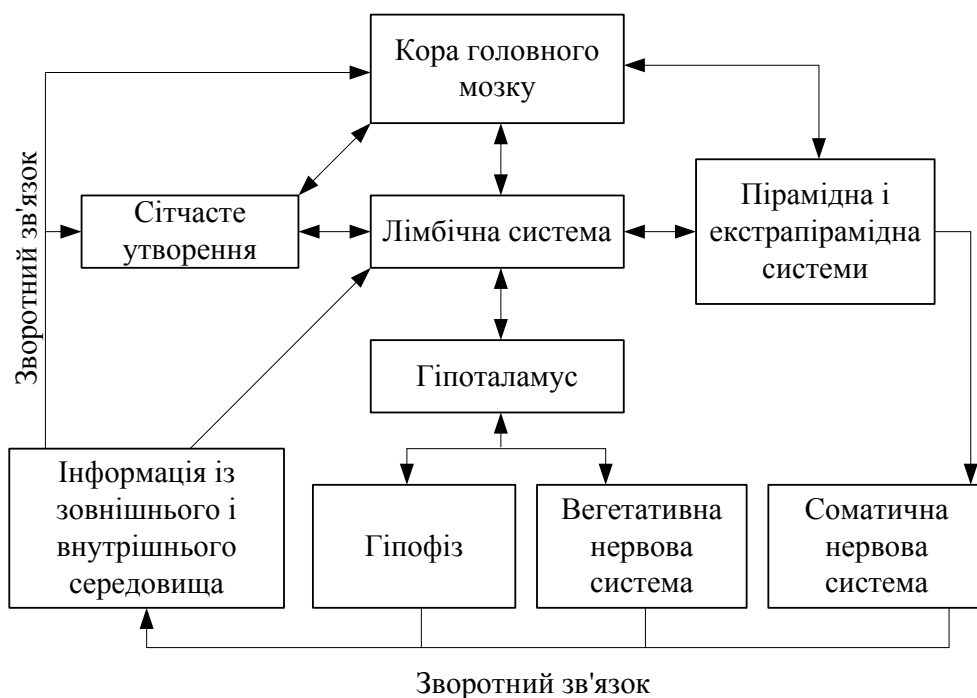 Кора головного
мозку
Зворотний зв'язок
Сітчасте
утворення
Лімбічна система
Пірамідна і
екстрапірамідна
системи
Гіпоталамус
Інформація із
зовнішнього і
внутрішнього
середовища
Гіпофіз
Вегетативна
нервова
система
Соматична
нервова
система
Зворотний зв'язок